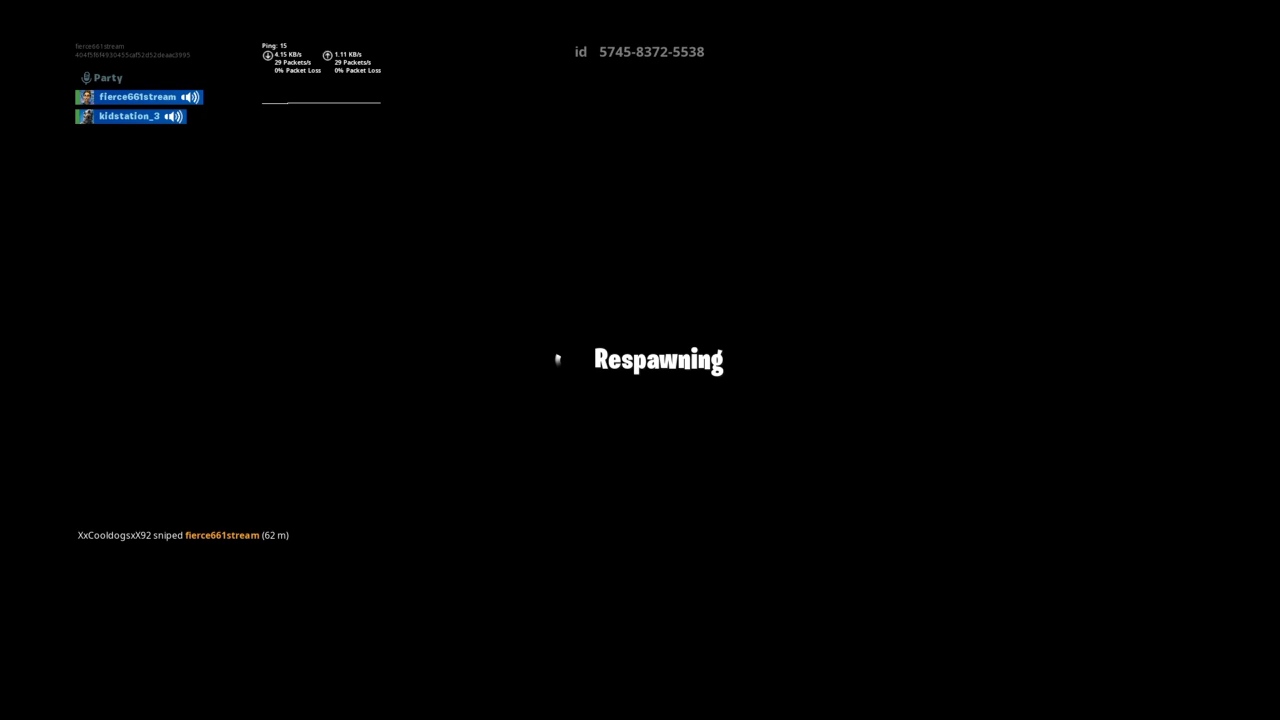 fierce661stream
Party
fierce661stream
kidstation_3
Ping: 15
4.15 KB/s 1.11 KB/s
29 Packets/s 29 Packets/s
0% Packet Loss 0% Packet Loss
id 5745-8372-5538
Respawning
XxCooldogsxX92 sniped fierce661stream (62 m)